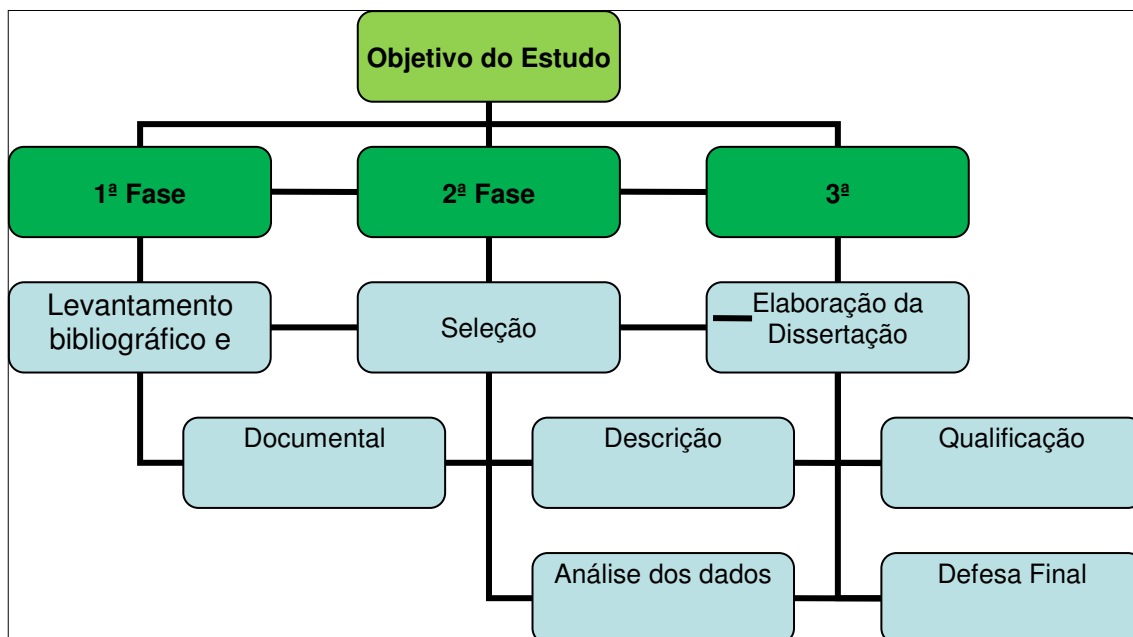 Objetivo do Estudo
1ª Fase
2ª Fase
3ª
Levantamento
bibliográfico e
Seleção
Elaboração da
Dissertação
Documental
Descrição
Qualificação
Análise dos dados
Defesa Final